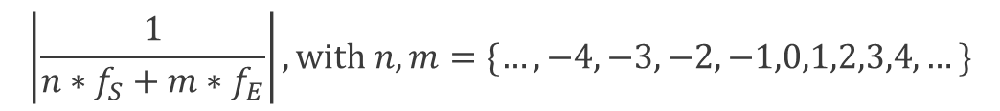 |1 / (n ∗ f_S + m ∗ f_E)| , with n, m = {…, −4, −3, −2, −1,0,1,2,3,4, … }